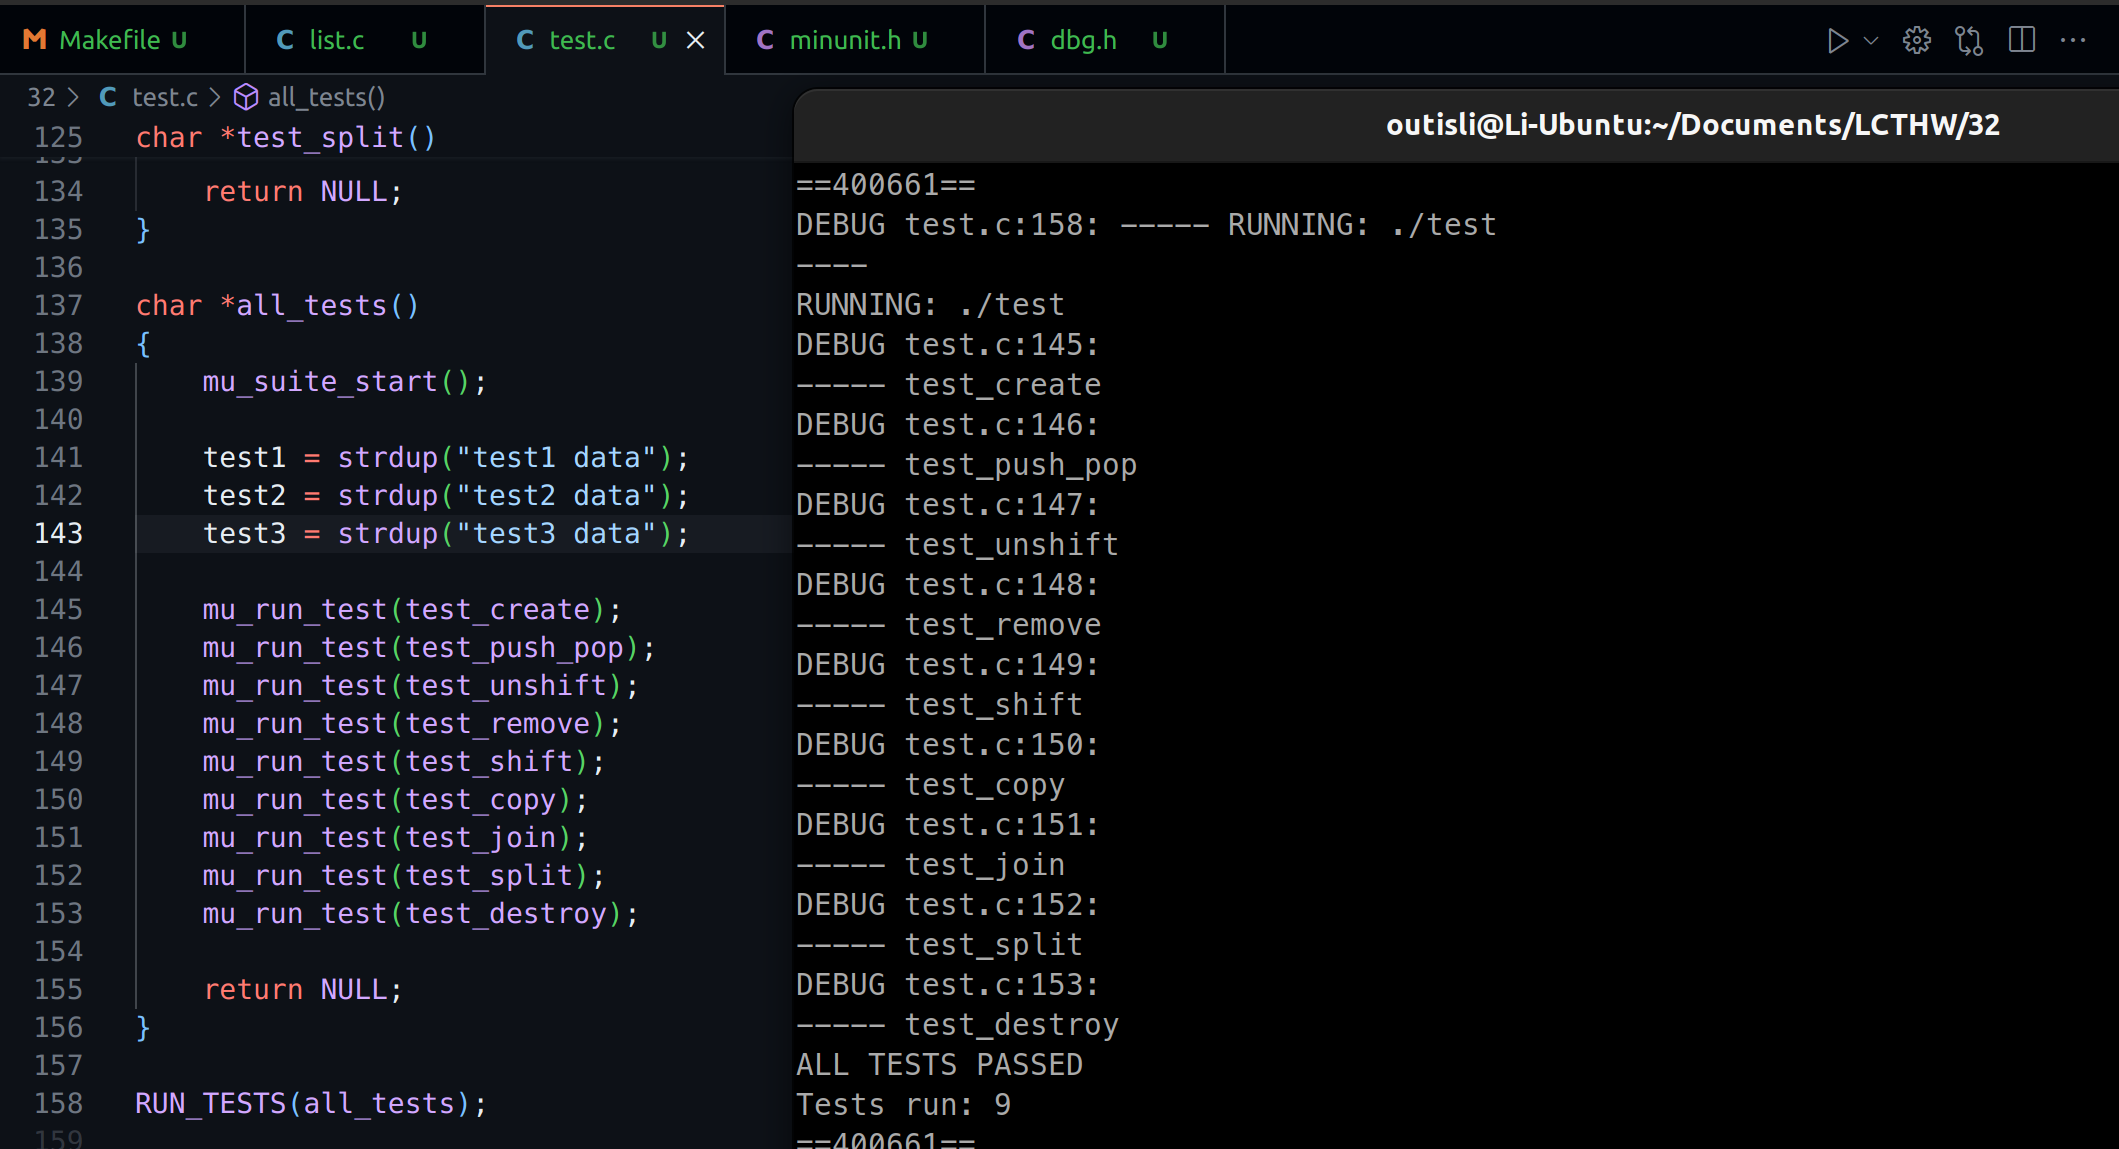 Makefile U
C list.c U
C test.c U
C minunit.h U
C dbg.h U
32 > C test.c > all_tests()
125 char *test_split()
134 return NULL;
135 }
136
137 char *all_tests()
138 {
139 mu_suite_start();
140
141 test1 = strdup("test1 data");
142 test2 = strdup("test2 data");
143 test3 = strdup("test3 data");
144
145 mu_run_test(test_create);
146 mu_run_test(test_push_pop);
147 mu_run_test(test_unshift);
148 mu_run_test(test_remove);
149 mu_run_test(test_shift);
150 mu_run_test(test_copy);
151 mu_run_test(test_join);
152 mu_run_test(test_split);
153 mu_run_test(test_destroy);
154
155 return NULL;
156 }
157
158 RUN_TESTS(all_tests);
159
outisli@Li-Ubuntu:~/Documents/LCTHW/32
==400661==
DEBUG test.c:158: ----- RUNNING: ./test
----
RUNNING: ./test
DEBUG test.c:145:
----- test_create
DEBUG test.c:146:
----- test_push_pop
DEBUG test.c:147:
----- test_unshift
DEBUG test.c:148:
----- test_remove
DEBUG test.c:149:
----- test_shift
DEBUG test.c:150:
----- test_copy
DEBUG test.c:151:
----- test_join
DEBUG test.c:152:
----- test_split
DEBUG test.c:153:
----- test_destroy
ALL TESTS PASSED
Tests run: 9
==400661==